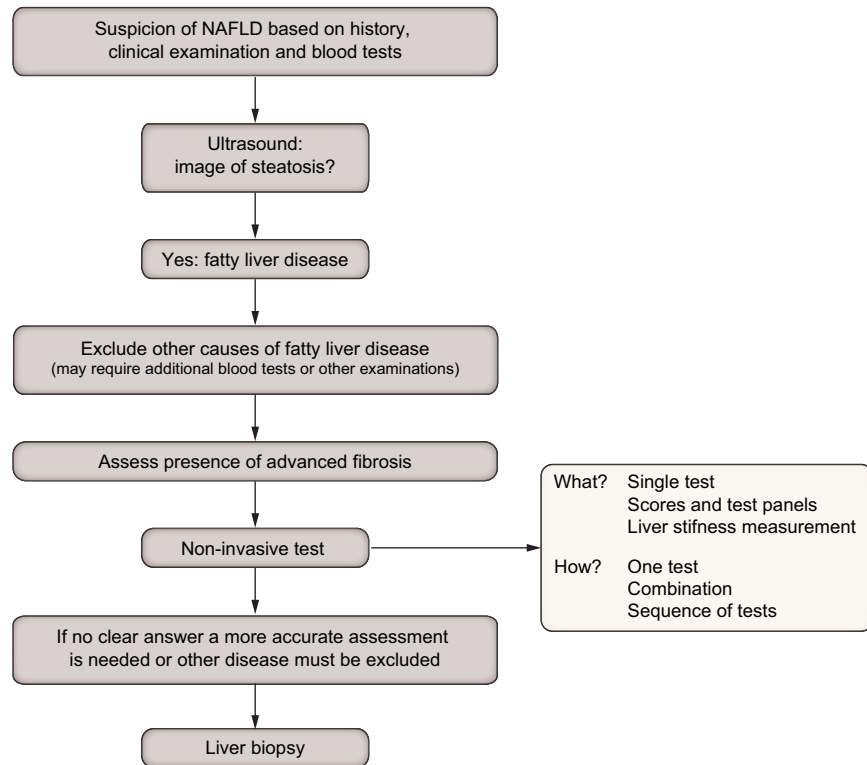 Suspicion of NAFLD based on history,
clinical examination and blood tests
Ultrasound:
image of steatosis?
Yes: fatty liver disease
Exclude other causes of fatty liver disease
(may require additional blood tests or other examinations)
Assess presence of advanced fibrosis
Non-invasive test
What? Single test
Scores and test panels
Liver stifness measurement
How? One test
Combination
Sequence of tests
If no clear answer a more accurate assessment
is needed or other disease must be excluded
Liver biopsy